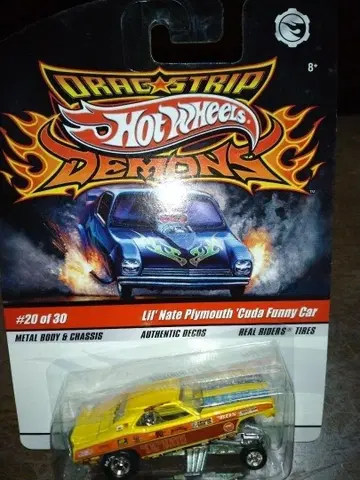 8+
DRAG★STRIP
Hot Wheels
DEMONS
TM
#20 of 30
Lil' Nate Plymouth 'Cuda Funny Car
METAL BODY & CHASSIS
AUTHENTIC DECOS
REAL RIDERS® TIRES